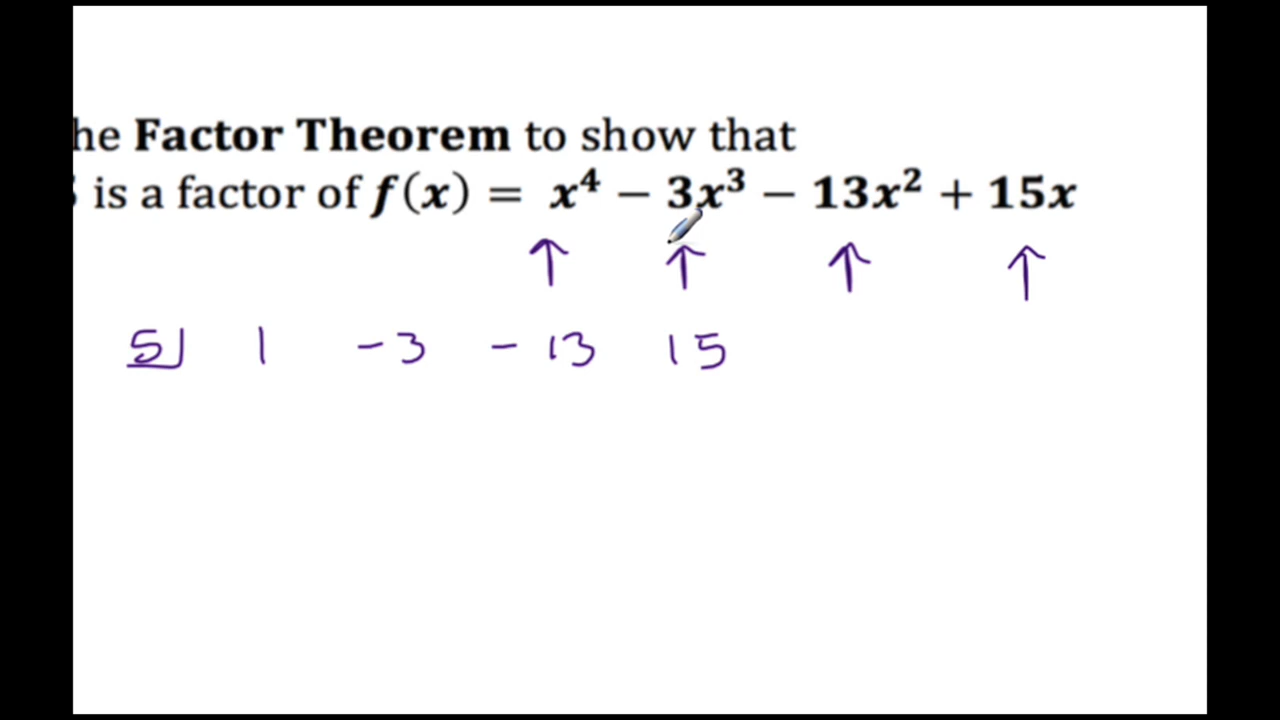 he Factor Theorem to show that
is a factor of f(x) = x⁴ − 3x³ − 13x² + 15x
5 1 -3 -13 15